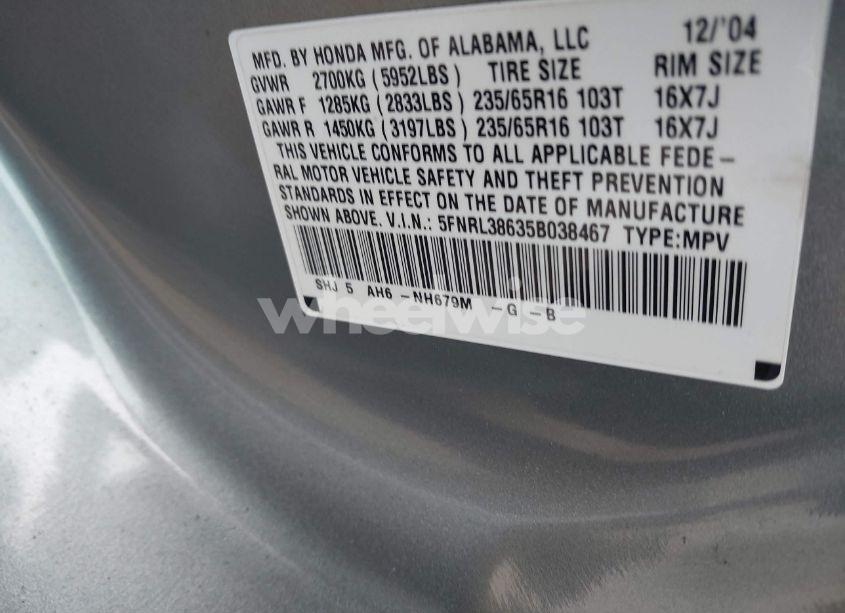 MFD. BY HONDA MFG. OF ALABAMA, LLC 12/'04
GVWR 2700KG (5952LBS) TIRE SIZE RIM SIZE
GAWR F 1285KG (2833LBS) 235/65R16 103T 16X7J
GAWR R 1450KG (3197LBS) 235/65R16 103T 16X7J
THIS VEHICLE CONFORMS TO ALL APPLICABLE FEDE-
RAL MOTOR VEHICLE SAFETY AND THEFT PREVENTION
STANDARDS IN EFFECT ON THE DATE OF MANUFACTURE
SHOWN ABOVE. V.I.N.: 5FNRL38635B038467 TYPE:MPV
SHJ 5 AH6 -NH679M -G -B
wheelwise